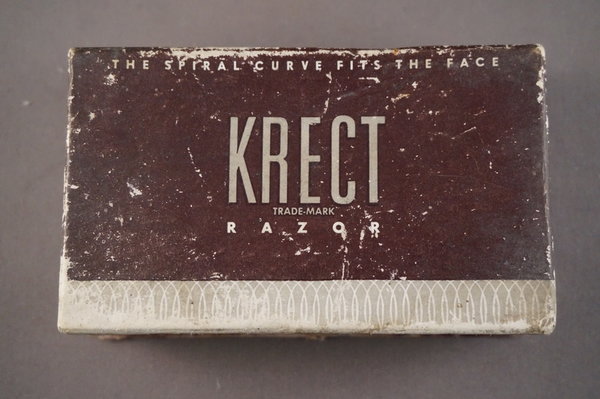 THE SPIRAL CURVE FITS THE FACE
KRECT
TRADE-MARK
RAZOR